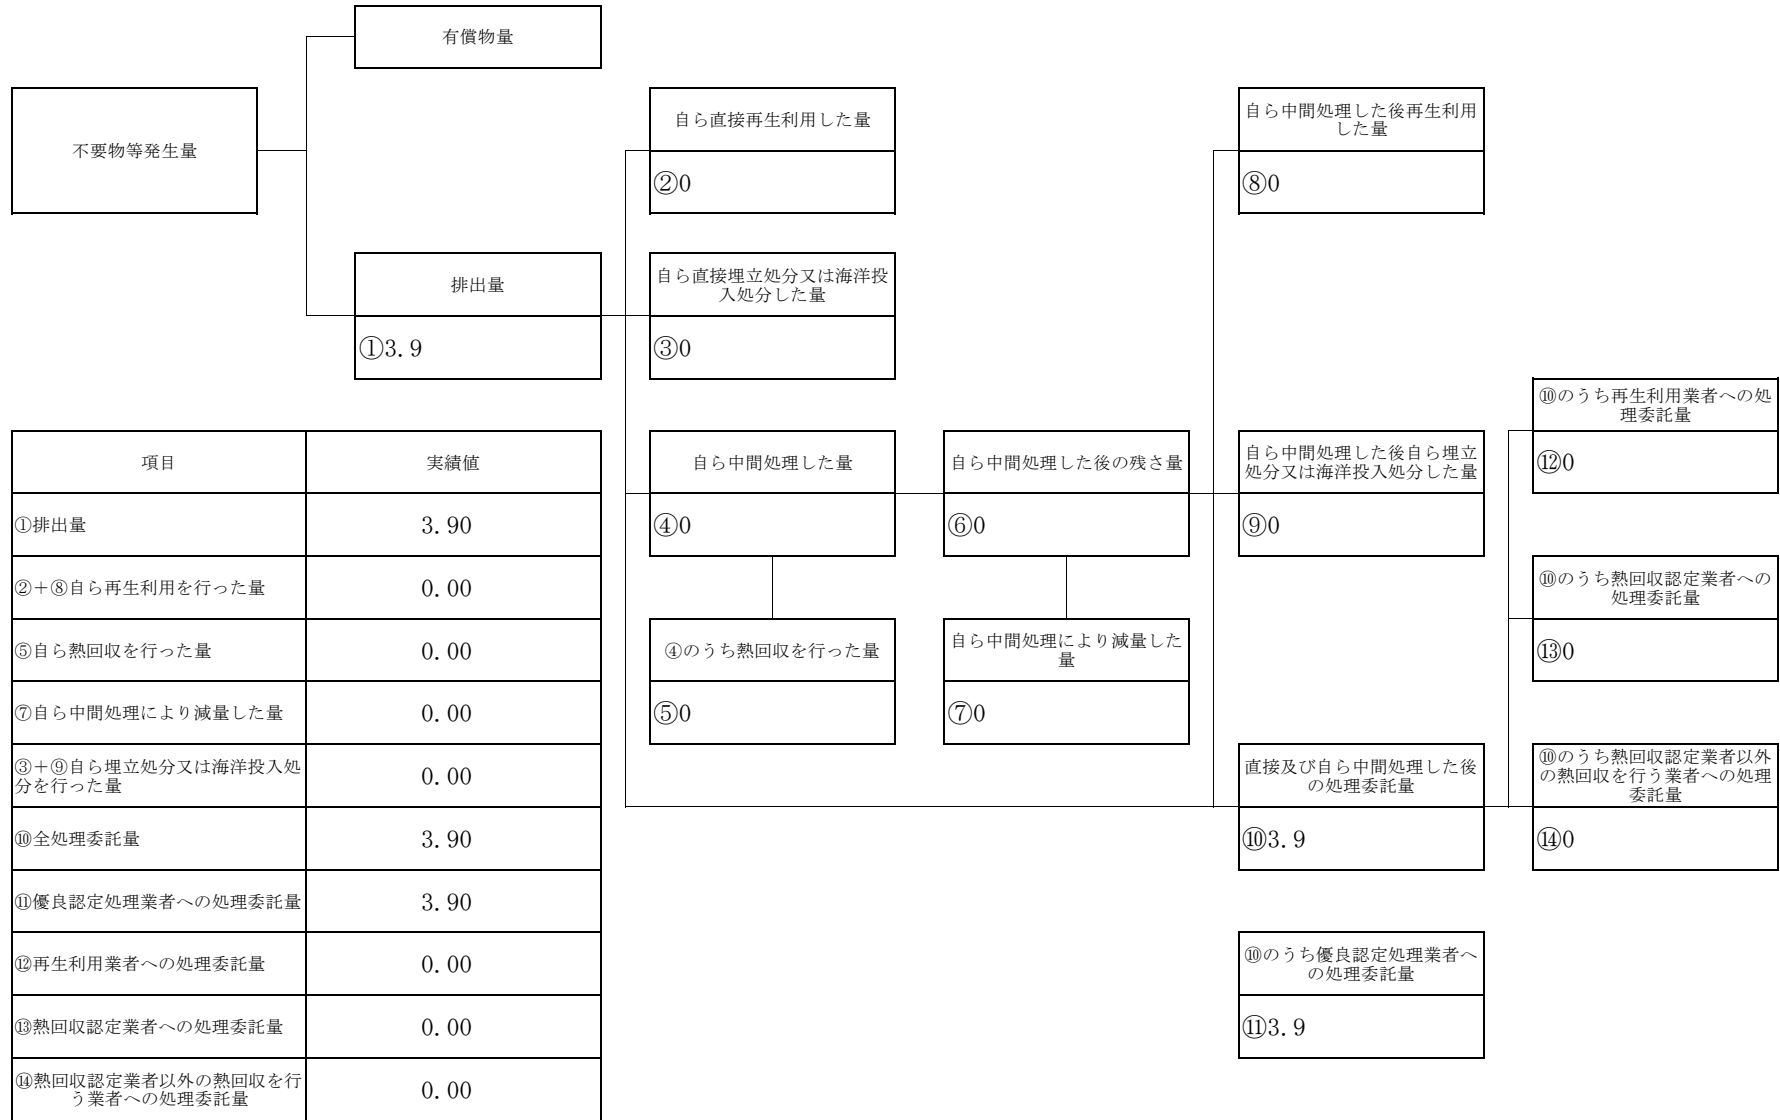 有償物量
不要物等発生量
自ら直接再生利用した量
②0
自ら中間処理した後再生利用
した量
⑧0
排出量
①3.9
自ら直接埋立処分又は海洋投
入処分した量
③0
自ら中間処理した量
④0
自ら中間処理した後の残さ量
⑥0
自ら中間処理した後自ら埋立
処分又は海洋投入処分した量
⑨0
⑩のうち再生利用業者への処
理委託量
⑫0
⑩のうち熱回収認定業者への
処理委託量
⑬0
④のうち熱回収を行った量
⑤0
自ら中間処理により減量した
量
⑦0
直接及び自ら中間処理した後
の処理委託量
⑩3.9
⑩のうち熱回収認定業者以外
の熱回収を行う業者への処理
委託量
⑭0
⑩のうち優良認定処理業者へ
の処理委託量
⑪3.9
項目 実績値
①排出量 3.90
②+⑧自ら再生利用を行った量 0.00
⑤自ら熱回収を行った量 0.00
⑦自ら中間処理により減量した量 0.00
③+⑨自ら埋立処分又は海洋投入処
分を行った量 0.00
⑩全処理委託量 3.90
⑪優良認定処理業者への処理委託量 3.90
⑫再生利用業者への処理委託量 0.00
⑬熱回収認定業者への処理委託量 0.00
⑭熱回収認定業者以外の熱回収を行
う業者への処理委託量 0.00